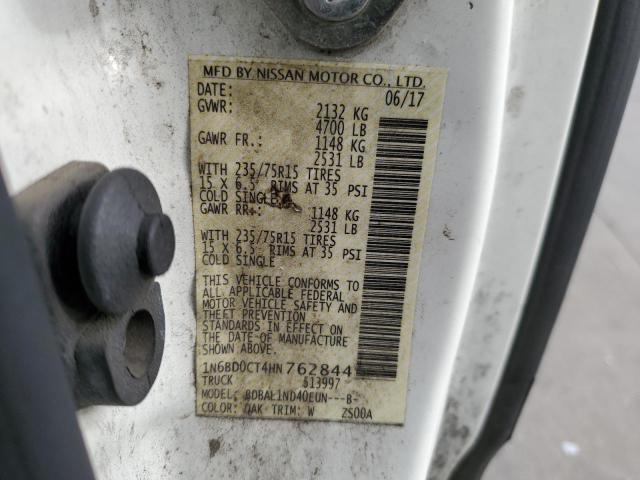 MFD BY NISSAN MOTOR CO., LTD.
DATE: 06/17
GVWR: 2132 KG
4700 LB
GAWR FR.: 1148 KG
2531 LB
WITH 235/75R15 TIRES
15 X 6.5 RIMS AT 35 PSI
COLD SINGLE
GAWR RR.: 1148 KG
2531 LB
WITH 235/75R15 TIRES
15 X 6.5 RIMS AT 35 PSI
COLD SINGLE
THIS VEHICLE CONFORMS TO
ALL APPLICABLE FEDERAL
MOTOR VEHICLE SAFETY AND
THEFT PREVENTION
STANDARDS IN EFFECT ON
THE DATE OF MANUFACTURE
SHOWN ABOVE.
1N6BD0CT4HN762844
TRUCK 613997
MODEL: BDBAL1ND40EUN---B-
COLOR: QAK TRIM: W ZS00A